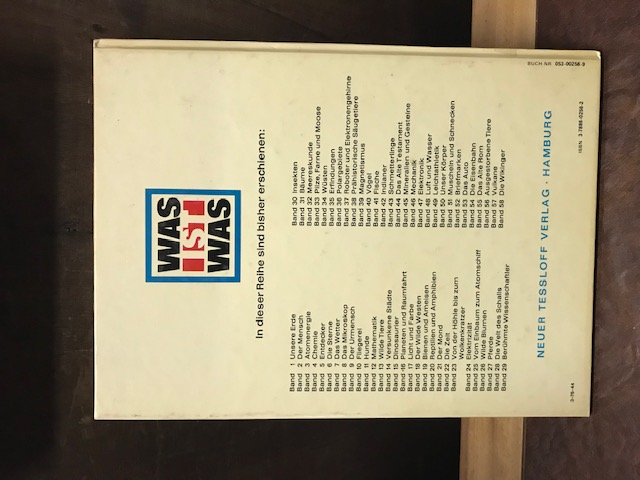 BUCH NR 053-00258-9
WAS
IST
WAS
In dieser Reihe sind bisher erschienen:
Band 1 Unsere Erde
Band 2 Der Mensch
Band 3 Atomenergie
Band 4 Chemie
Band 5 Entdecker
Band 6 Die Sterne
Band 7 Das Wetter
Band 8 Das Mikroskop
Band 9 Der Urmensch
Band 10 Fliegerei
Band 11 Hunde
Band 12 Mathematik
Band 13 Wilde Tiere
Band 14 Versunkene Städte
Band 15 Dinosaurier
Band 16 Planeten und Raumfahrt
Band 17 Licht und Farbe
Band 18 Der Wilde Westen
Band 19 Bienen und Ameisen
Band 20 Reptilien und Amphibien
Band 21 Der Mond
Band 22 Die Zeit
Band 23 Von der Höhle bis zum
Wolkenkratzer
Band 24 Elektrizität
Band 25 Vom Einbaum zum Atomschiff
Band 26 Wilde Blumen
Band 27 Pferde
Band 28 Die Welt des Schalls
Band 29 Berühmte Wissenschaftler
Band 30 Insekten
Band 31 Bäume
Band 32 Meereskunde
Band 33 Pilze, Farne und Moose
Band 34 Wüsten
Band 35 Erfindungen
Band 36 Polargebiete
Band 37 Roboter und Elektronengehirne
Band 38 Prähistorische Säugetiere
Band 39 Magnetismus
Band 40 Vögel
Band 41 Fische
Band 42 Indianer
Band 43 Schmetterlinge
Band 44 Das Alte Testament
Band 45 Mineralien und Gesteine
Band 46 Mechanik
Band 47 Elektronik
Band 48 Luft und Wasser
Band 49 Leichtathletik
Band 50 Unser Körper
Band 51 Muscheln und Schnecken
Band 52 Briefmarken
Band 53 Das Auto
Band 54 Die Eisenbahn
Band 55 Das Alte Rom
Band 56 Ausgestorbene Tiere
Band 57 Vulkane
Band 58 Die Wikinger
NEUER TESSLOFF VERLAG · HAMBURG
3-76-44
ISBN 3-7886-0256-2